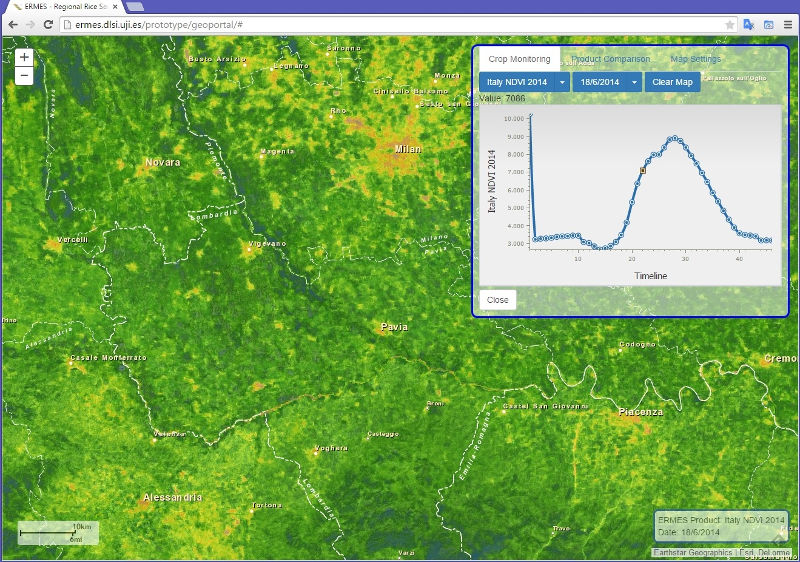 ERMES - Regional Rice Se
ermes.dlsi.uji.es/prototype/geoportal/#
Crop Monitoring
Product Comparison
Map Settings
Italy NDVI 2014
18/6/2014
Clear Map
Value: 7086
10.000
9.000
8.000
7.000
6.000
5.000
4.000
3.000
Italy NDVI 2014
10
20
30
40
Timeline
Close
+
−
Busto Arsizio
Legnano
Saronno
Monza
Cinisello Balsamo
Rho
Novara
Novara
Piemonte
Magenta
Milan
Lombardia
Vercelli
Vigevano
Milano
Pavia
Pavia
Alessandria
Casale Monferrato
Codogno
Cremo
Broni
Castel San Giovanni
Piacenza
Valenza
Casteggio
Voghera
Emilia-Romagna
Alessandria
Lombardia
Tortona
Varzi
10km
6mi
ERMES Product: Italy NDVI 2014
Date: 18/6/2014
Earthstar Geographics | Esri, DeLorme